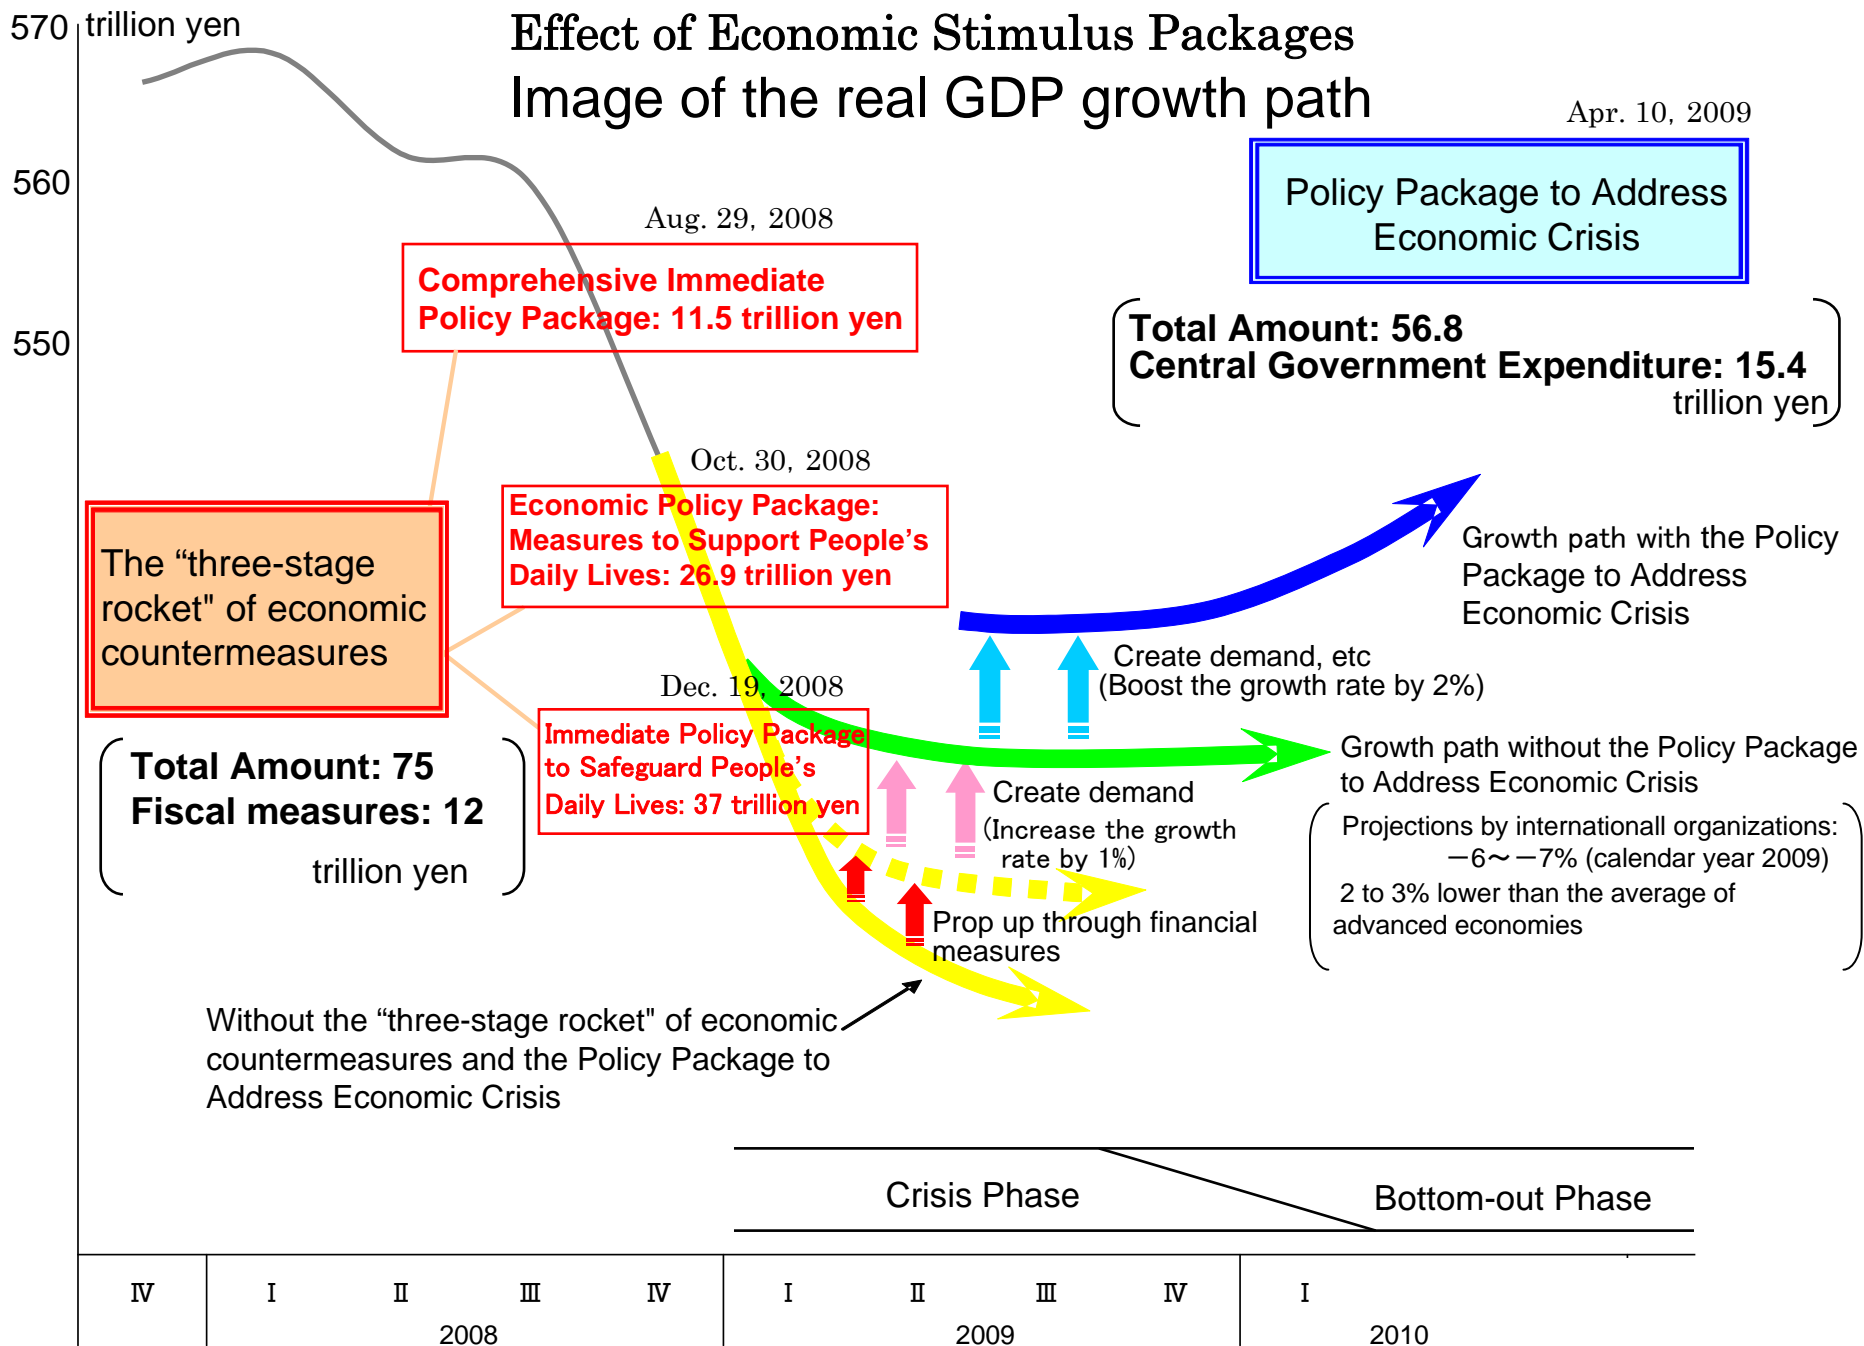 Effect of Economic Stimulus Packages
Image of the real GDP growth path
570 trillion yen
560
550
Apr. 10, 2009
Policy Package to Address
Economic Crisis
Total Amount: 56.8
Central Government Expenditure: 15.4
trillion yen
Aug. 29, 2008
Comprehensive Immediate
Policy Package: 11.5 trillion yen
Oct. 30, 2008
Economic Policy Package:
Measures to Support People's
Daily Lives: 26.9 trillion yen
The “three-stage
rocket" of economic
countermeasures
Dec. 19, 2008
Immediate Policy Package
to Safeguard People's
Daily Lives: 37 trillion yen
Total Amount: 75
Fiscal measures: 12
trillion yen
Growth path with the Policy
Package to Address
Economic Crisis
Create demand, etc
(Boost the growth rate by 2%)
Growth path without the Policy Package
to Address Economic Crisis
Projections by internationall organizations:
－6～－7% (calendar year 2009)
2 to 3% lower than the average of
advanced economies
Create demand
(Increase the growth
rate by 1%)
Prop up through financial
measures
Without the “three-stage rocket" of economic
countermeasures and the Policy Package to
Address Economic Crisis
Crisis Phase
Bottom-out Phase
Ⅳ Ⅰ Ⅱ Ⅲ Ⅳ Ⅰ Ⅱ Ⅲ Ⅳ Ⅰ
2008 2009 2010